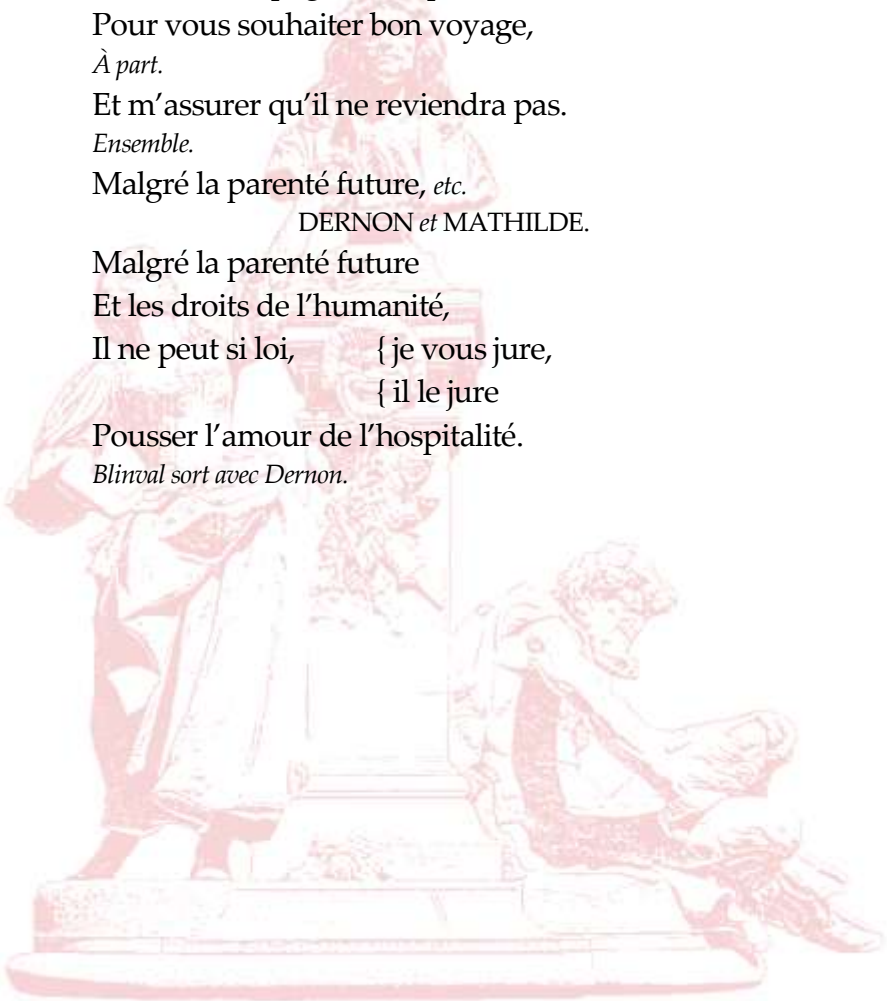 Pour vous souhaiter bon voyage,
À part.
Et m’assurer qu’il ne reviendra pas.
Ensemble.
Malgré la parenté future, etc.
DERNON et MATHILDE.
Malgré la parenté future
Et les droits de l’humanité,
Il ne peut si loi, { je vous jure,
{ il le jure
Pousser l’amour de l’hospitalité.
Blinval sort avec Dernon.